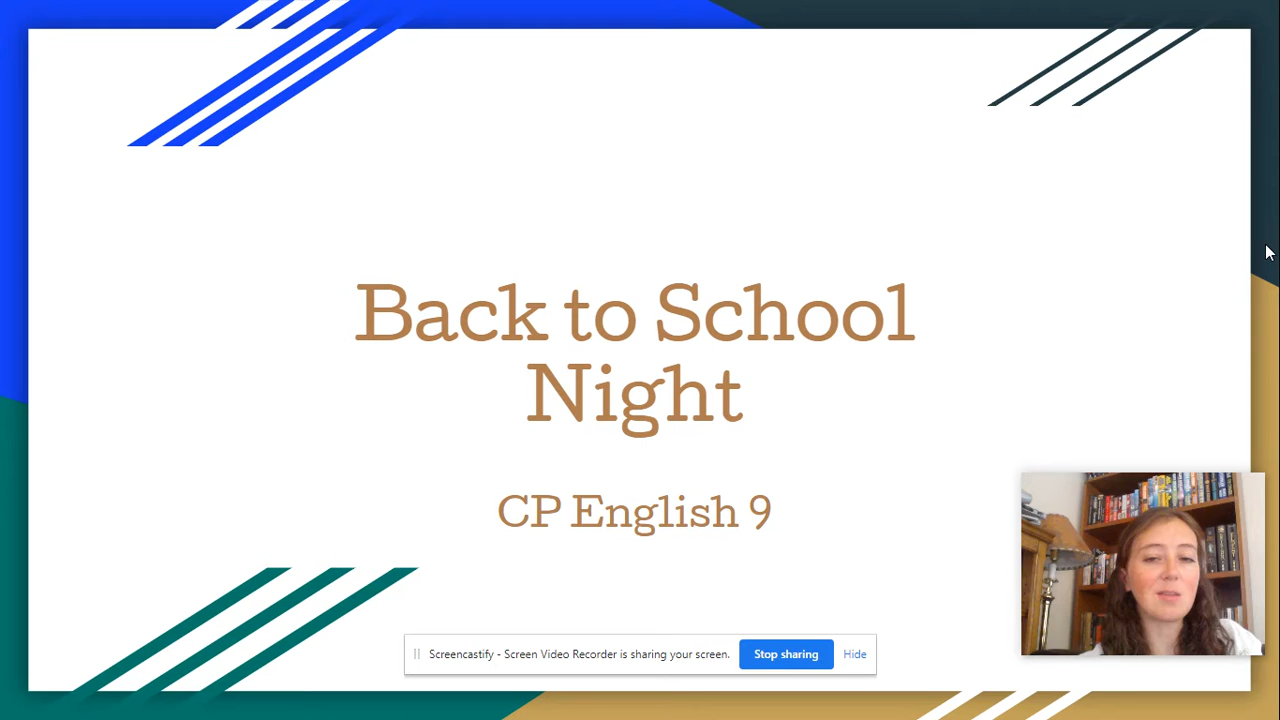 Back to School
Night
CP English 9
Screencastify - Screen Video Recorder is sharing your screen. Stop sharing Hide